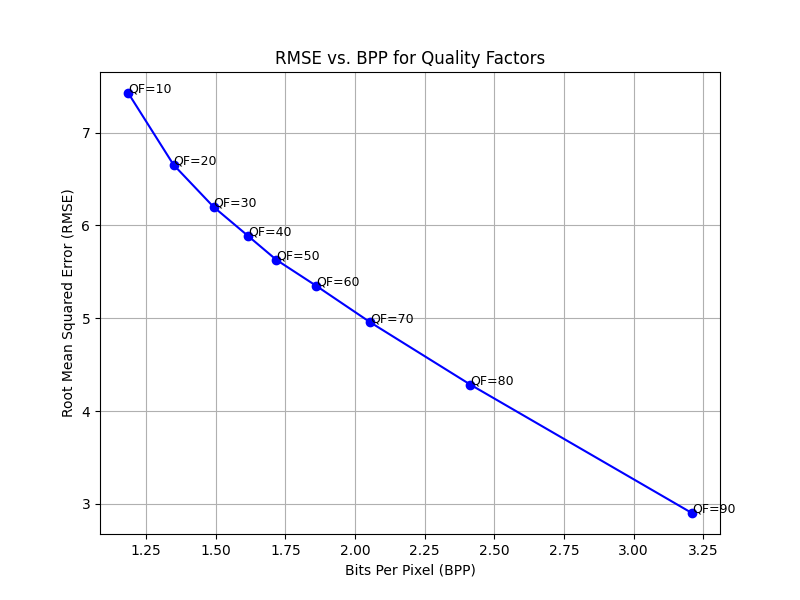 RMSE vs. BPP for Quality Factors
QF=10
QF=20
QF=30
QF=40
QF=50
QF=60
QF=70
QF=80
QF=90
7
6
5
4
3
Root Mean Squared Error (RMSE)
1.25 1.50 1.75 2.00 2.25 2.50 2.75 3.00 3.25
Bits Per Pixel (BPP)